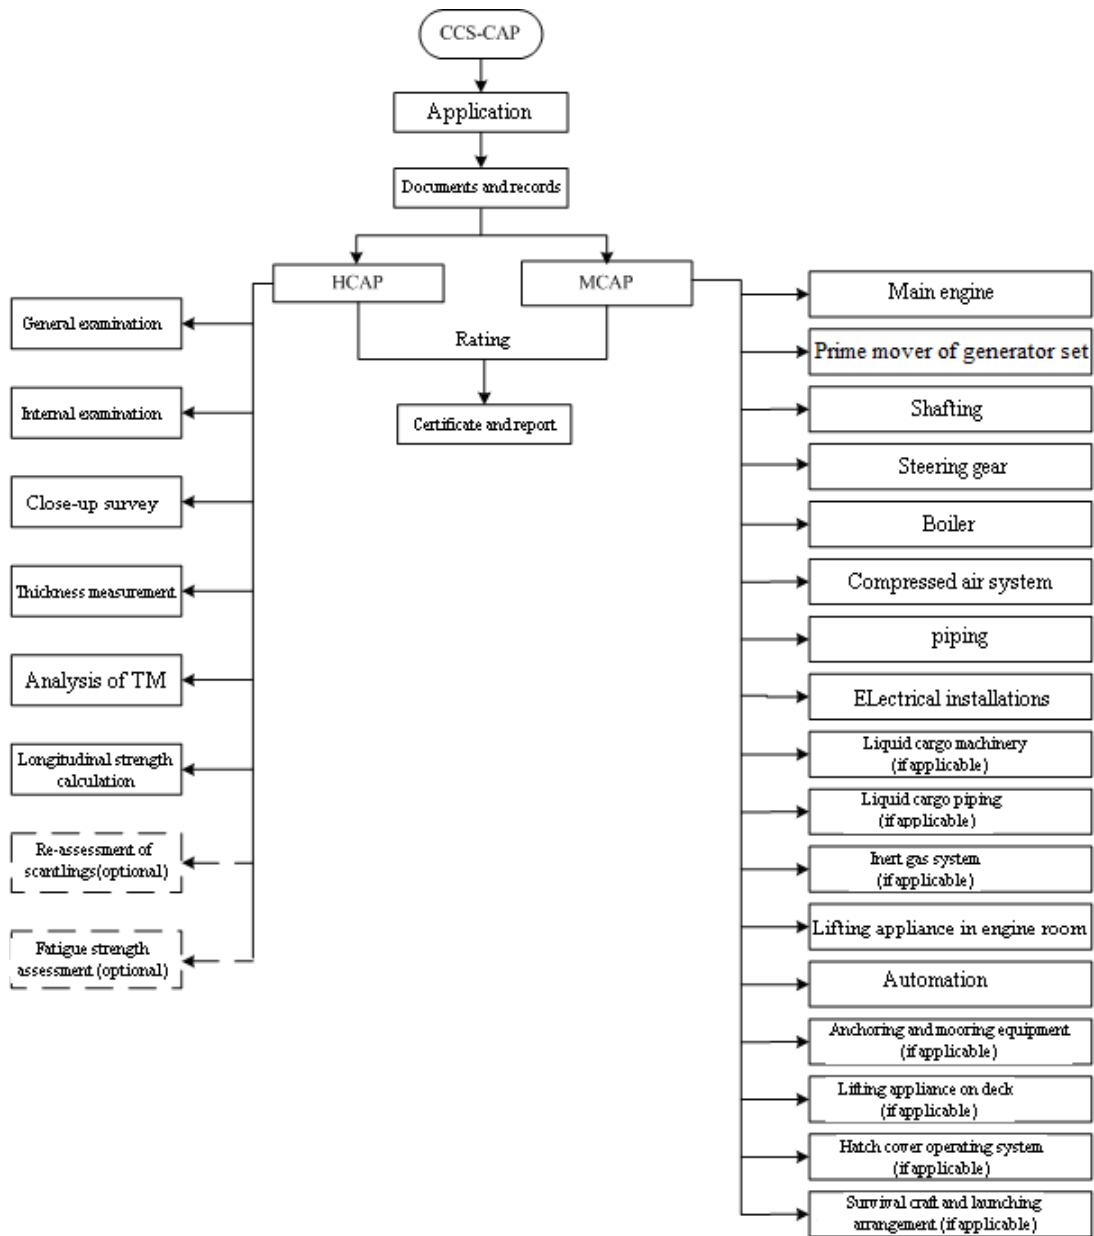 CCS-CAP
Application
Documents and records
HCAP
MCAP
Rating
Certificate and report
General examination
Internal examination
Close-up survey
Thickness measurement
Analysis of TM
Longitudinal strength
calculation
Re-assessment of
scantlings(optional)
Fatigue strength
assessment (optional)
Main engine
Prime mover of generator set
Shafting
Steering gear
Boiler
Compressed air system
piping
ELectrical installations
Liquid cargo machinery
(if applicable)
Liquid cargo piping
(if applicable)
Inert gas system
(if applicable)
Lifting appliance in engine room
Automation
Anchoring and mooring equipment
(if applicable)
Lifting appliance on deck
(if applicable)
Hatch cover operating system
(if applicable)
Survival craft and launching
arrangement (if applicable)